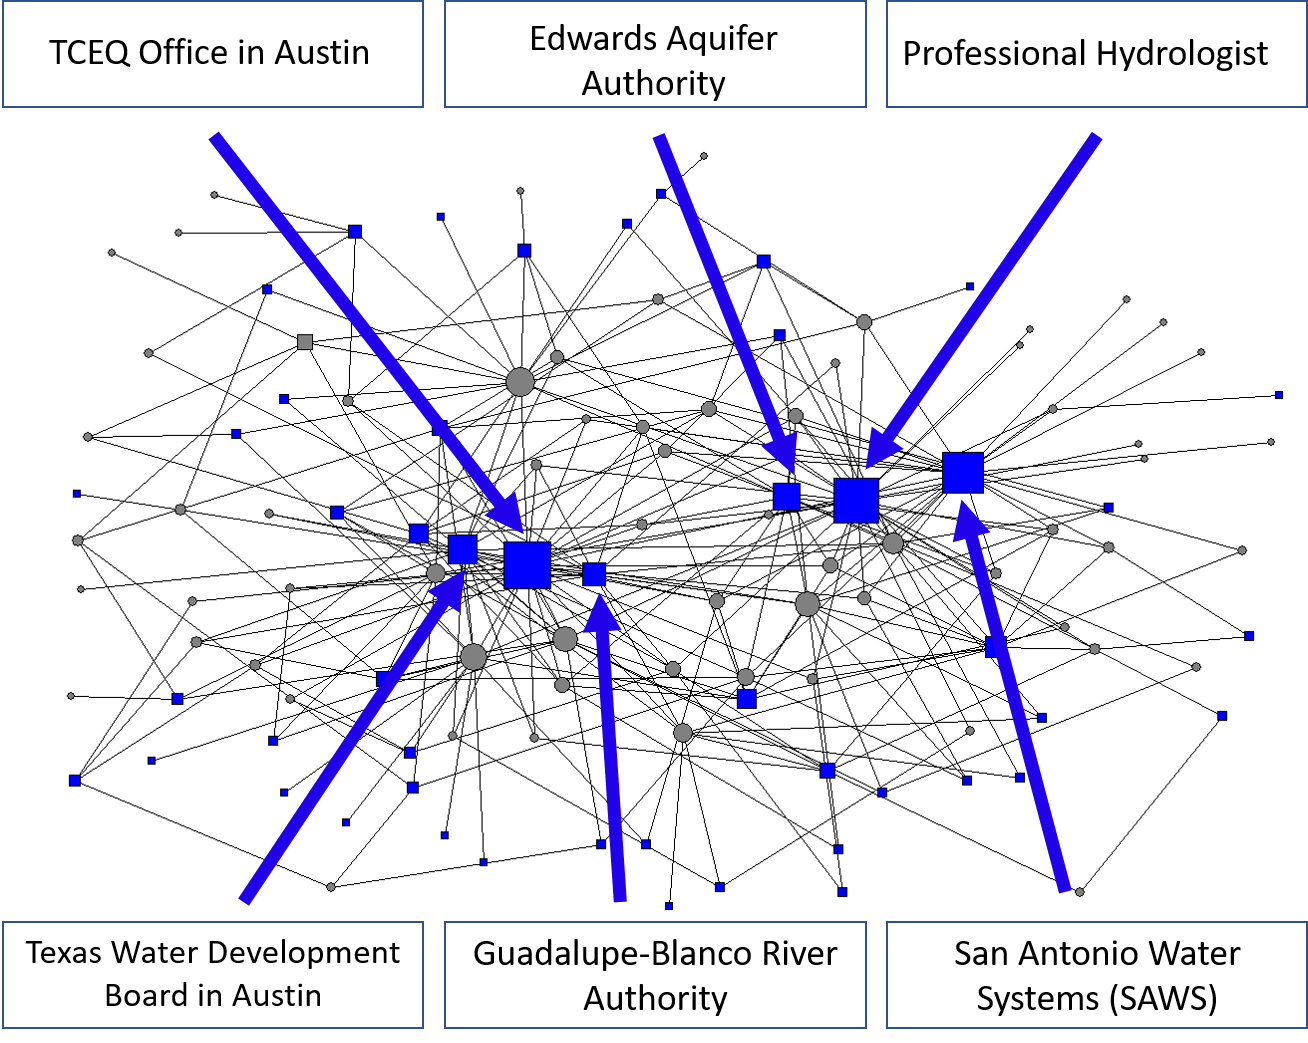 TCEQ Office in Austin
Edwards Aquifer
Authority
Professional Hydrologist
Texas Water Development
Board in Austin
Guadalupe-Blanco River
Authority
San Antonio Water
Systems (SAWS)